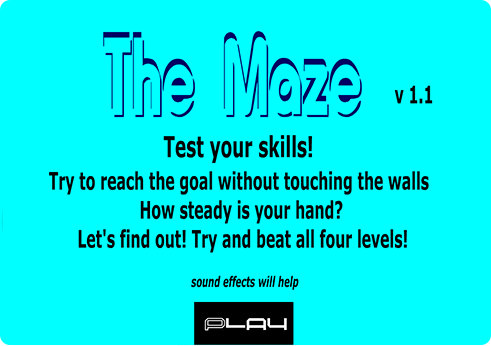 The Maze
v 1.1
Test your skills!
Try to reach the goal without touching the walls
How steady is your hand?
Let's find out! Try and beat all four levels!
sound effects will help
PLAY